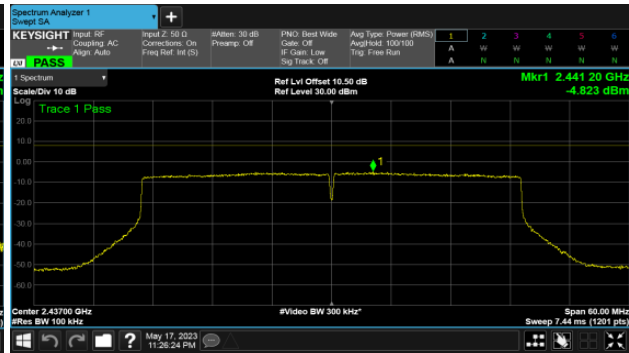 Spectrum Analyzer 1
Swept SA
KEYSIGHT Input: RF Input Z: 50 Ω #Atten: 30 dB PNO: Best Wide Avg Type: Power (RMS) 1 2 3 4 5 6
Coupling: AC Corrections: On Preamp: Off Gate: Off Avg|Hold: 100/100 A W W W W W
Align: Auto Freq Ref: Int (S) IF Gain: Low Trig: Free Run
LXI PASS Sig Track: Off A N N N N N
1 Spectrum Ref Lvl Offset 10.50 dB Mkr1 2.441 20 GHz
Scale/Div 10 dB Ref Level 30.00 dBm -4.823 dBm
Log
Trace 1 Pass
20.0
10.0
0.00
1
-10.0
-20.0
-30.0
-40.0
-50.0
-60.0
Center 2.43700 GHz #Video BW 300 kHz* Span 60.00 MHz
#Res BW 100 kHz Sweep 7.44 ms (1201 pts)
? May 17, 2023
11:26:24 PM